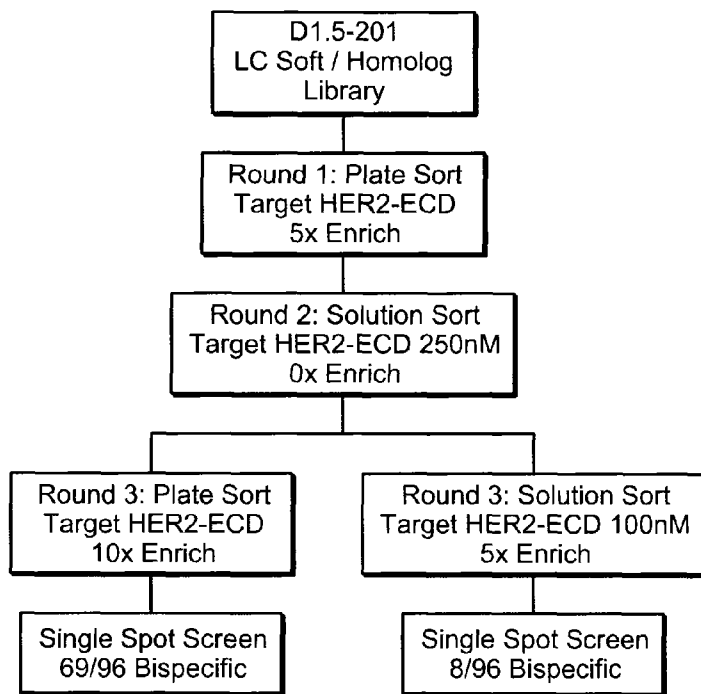 D1.5-201
LC Soft / Homolog
Library
Round 1: Plate Sort
Target HER2-ECD
5x Enrich
Round 2: Solution Sort
Target HER2-ECD 250nM
0x Enrich
Round 3: Plate Sort
Target HER2-ECD
10x Enrich
Single Spot Screen
69/96 Bispecific
Round 3: Solution Sort
Target HER2-ECD 100nM
5x Enrich
Single Spot Screen
8/96 Bispecific